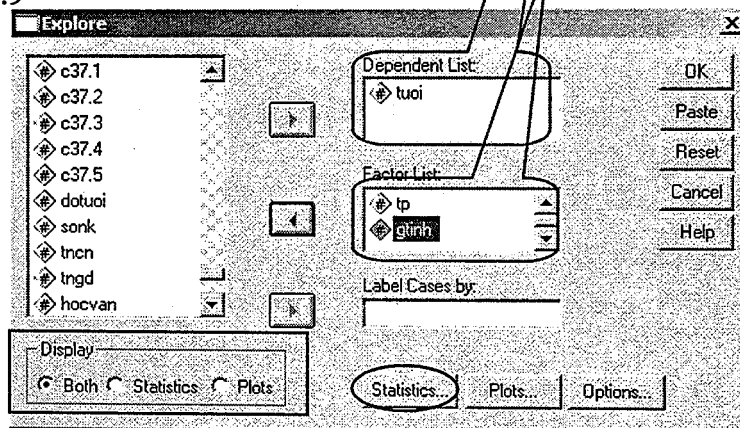 Explore
c37.1
c37.2
c37.3
c37.4
c37.5
dotuoi
sonk
tncn
tngd
hocvan
Display
Both Statistics Plots
Dependent List:
tuoi
Factor List:
tp
gtinh
Label Cases by:
Statistics... Plots... Options...
OK
Paste
Reset
Cancel
Help